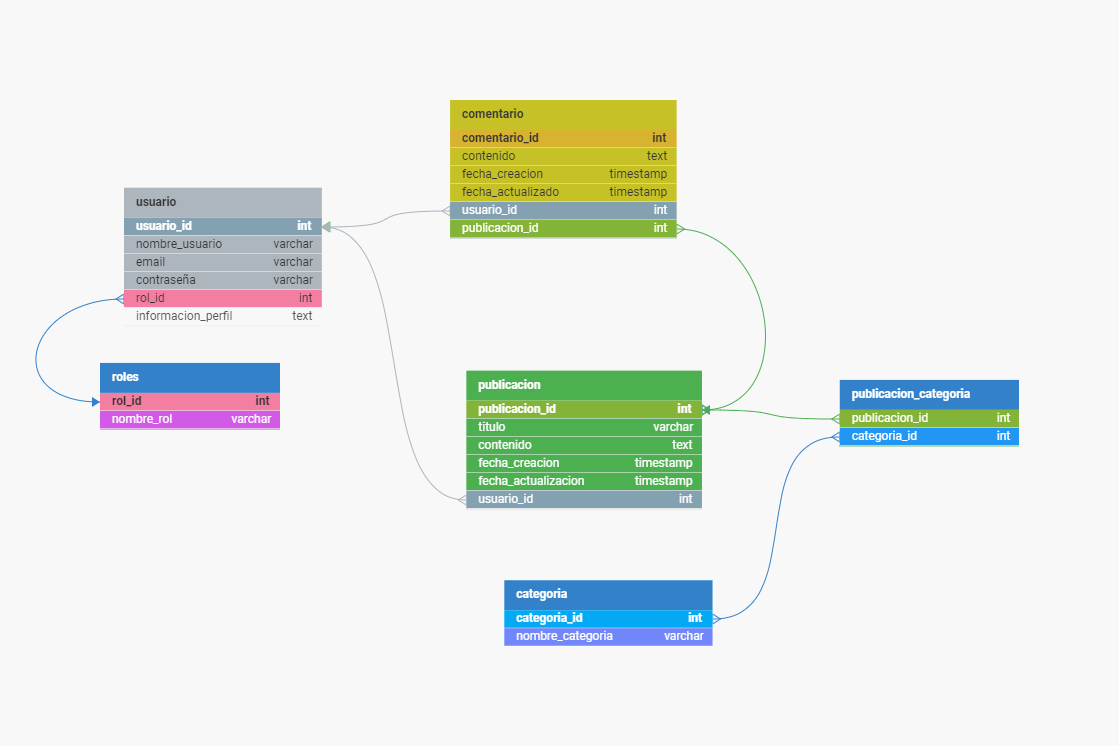 comentario
comentario_id int
contenido text
fecha_creacion timestamp
fecha_actualizado timestamp
usuario_id int
publicacion_id int
usuario
usuario_id int
nombre_usuario varchar
email varchar
contraseña varchar
rol_id int
informacion_perfil text
roles
rol_id int
nombre_rol varchar
publicacion
publicacion_id int
titulo varchar
contenido text
fecha_creacion timestamp
fecha_actualizacion timestamp
usuario_id int
publicacion_categoria
publicacion_id int
categoria_id int
categoria
categoria_id int
nombre_categoria varchar